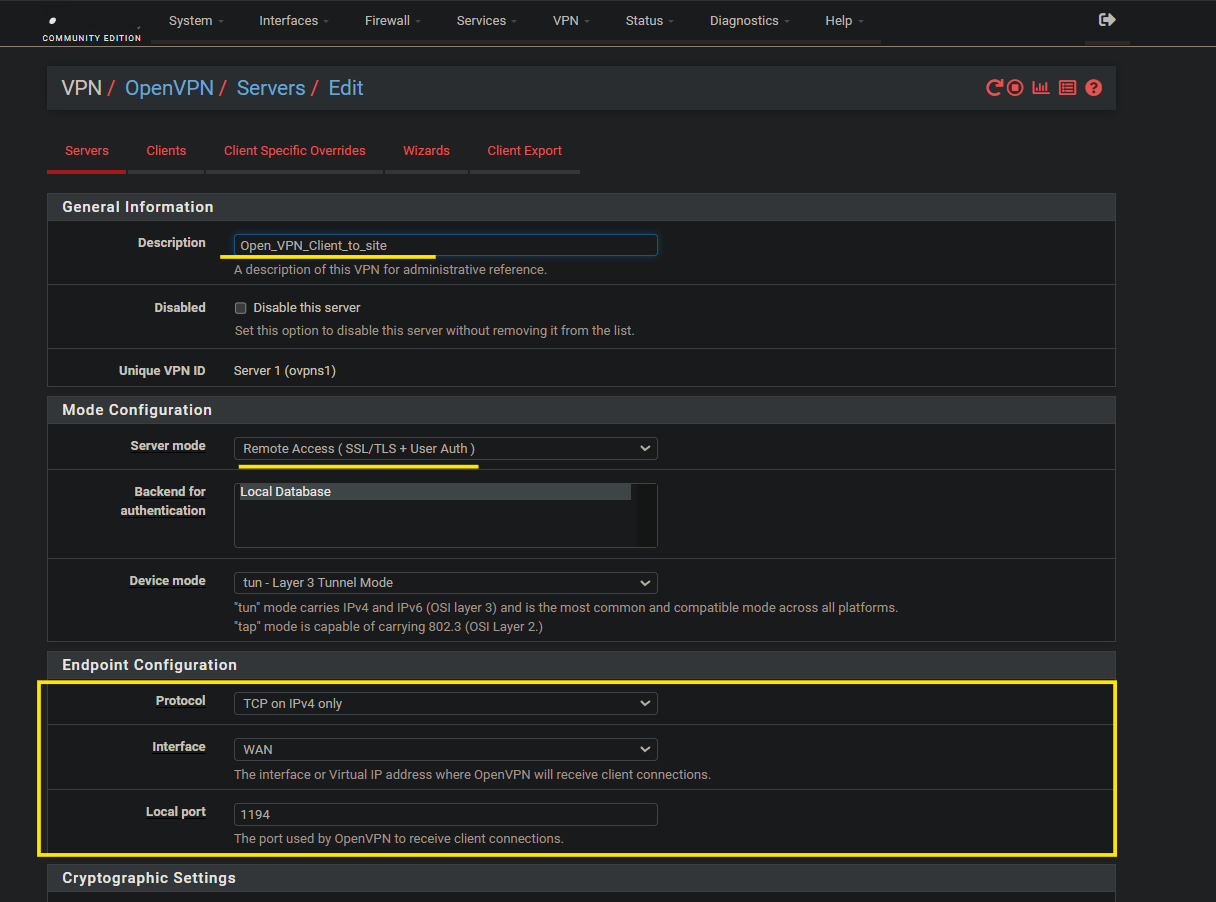 COMMUNITY EDITION
System Interfaces Firewall Services VPN Status Diagnostics Help
VPN / OpenVPN / Servers / Edit
Servers Clients Client Specific Overrides Wizards Client Export
General Information
Description Open_VPN_Client_to_site
A description of this VPN for administrative reference.
Disabled Disable this server
Set this option to disable this server without removing it from the list.
Unique VPN ID Server 1 (ovpns1)
Mode Configuration
Server mode Remote Access ( SSL/TLS + User Auth )
Backend for Local Database
authentication
Device mode tun - Layer 3 Tunnel Mode
"tun" mode carries IPv4 and IPv6 (OSI layer 3) and is the most common and compatible mode across all platforms.
"tap" mode is capable of carrying 802.3 (OSI Layer 2.)
Endpoint Configuration
Protocol TCP on IPv4 only
Interface WAN
The interface or Virtual IP address where OpenVPN will receive client connections.
Local port 1194
The port used by OpenVPN to receive client connections.
Cryptographic Settings